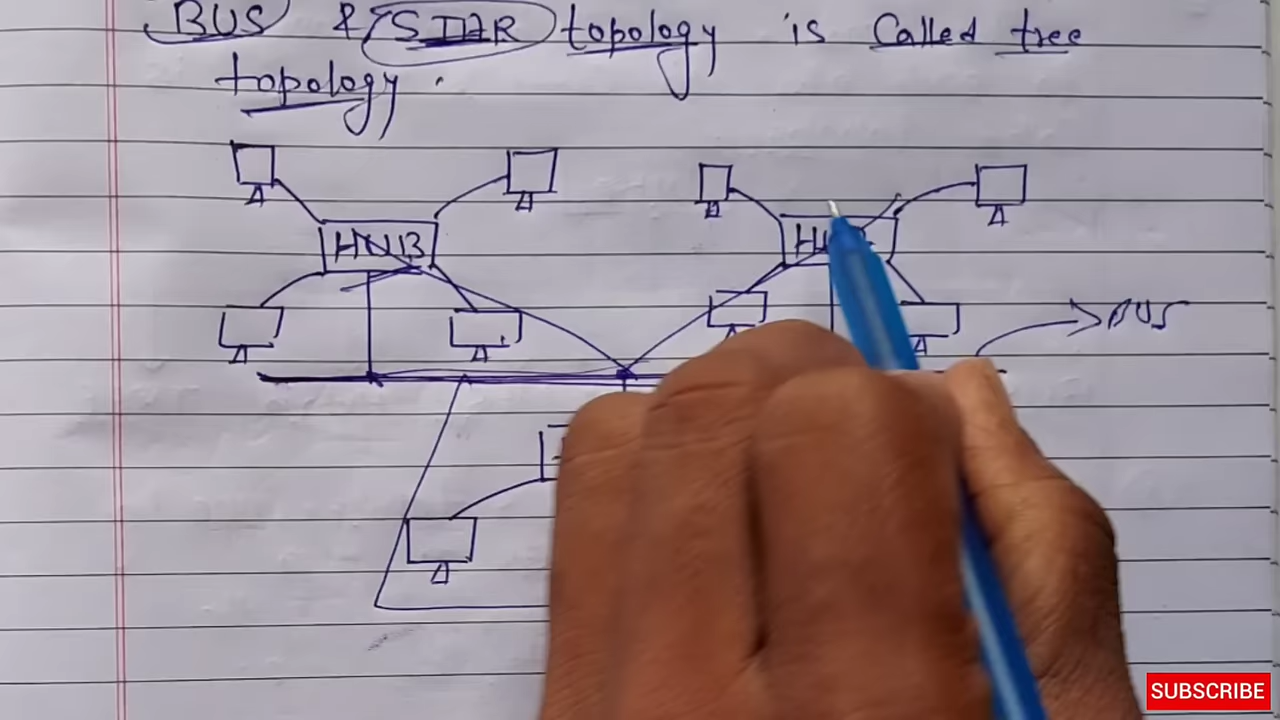 BUS & STAR topology is Called tree
topology.
HUB
BUS
SUBSCRIBE